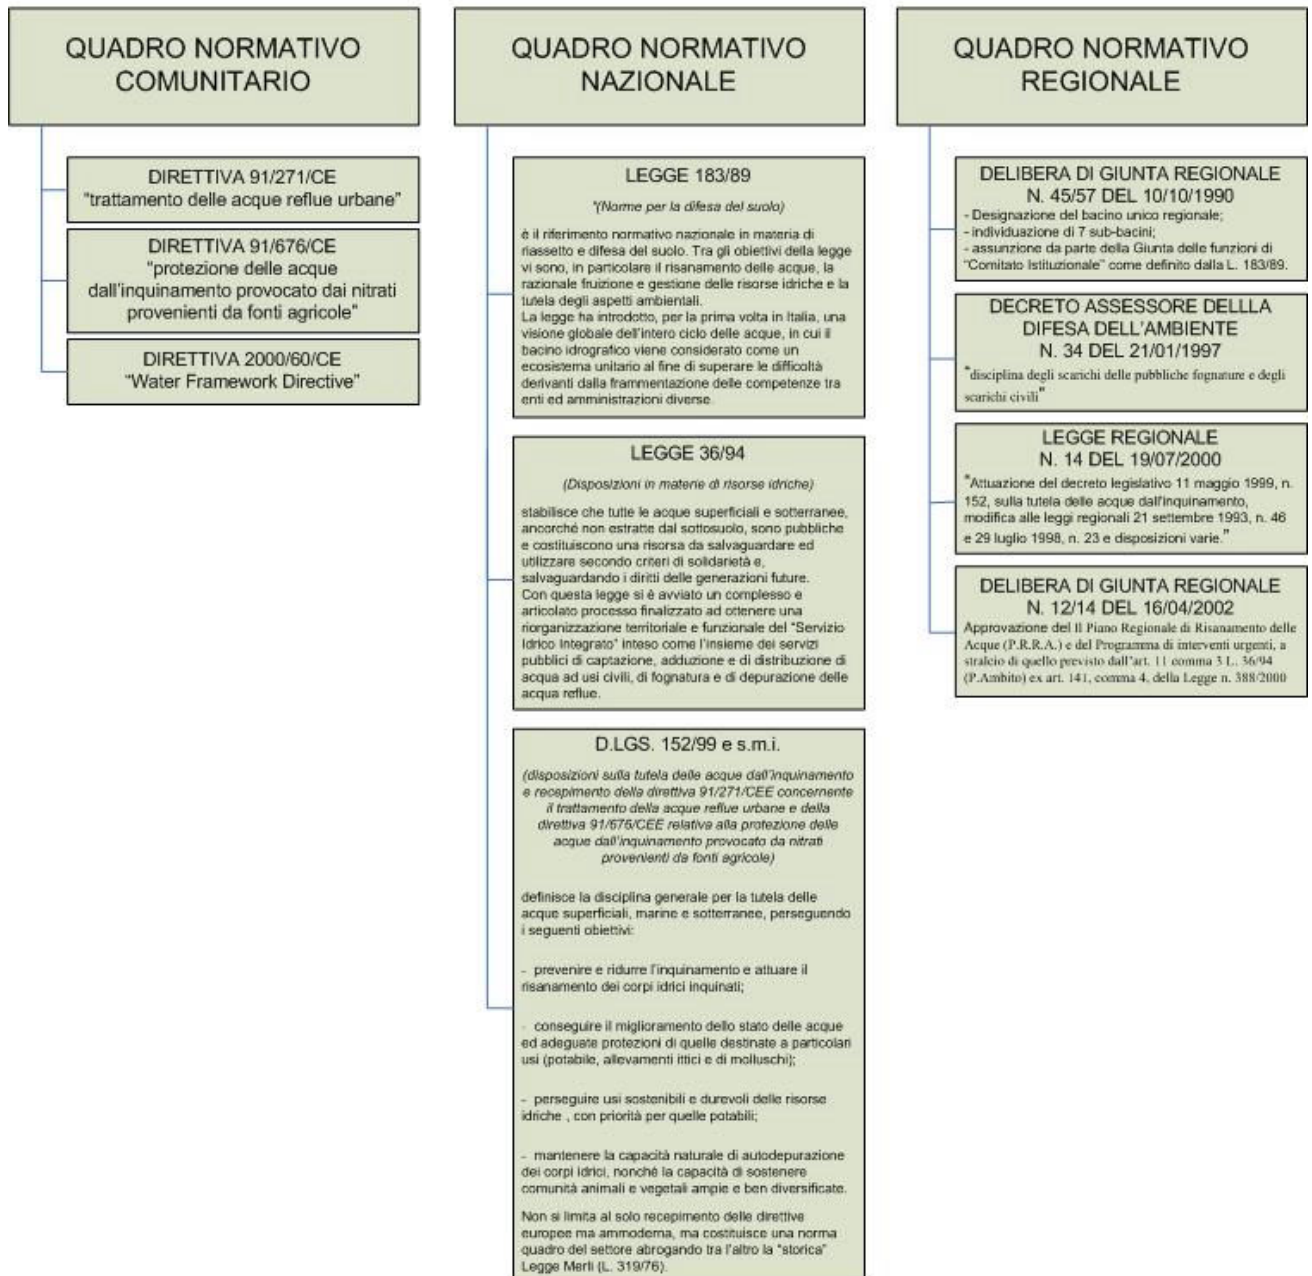 QUADRO NORMATIVO
COMUNITARIO
DIRETTIVA 91/271/CE
"trattamento delle acque reflue urbane"
DIRETTIVA 91/676/CE
"protezione delle acque
dall'inquinamento provocato dai nitrati
provenienti da fonti agricole"
DIRETTIVA 2000/60/CE
"Water Framework Directive"
QUADRO NORMATIVO
NAZIONALE
LEGGE 183/89
"(Norme per la difesa del suolo)
è il riferimento normativo nazionale in materia di
riassetto e difesa del suolo. Tra gli obiettivi della legge
vi sono, in particolare il risanamento delle acque, la
razionale fruizione e gestione delle risorse idriche e la
tutela degli aspetti ambientali.
La legge ha introdotto, per la prima volta in Italia, una
visione globale dell'intero ciclo delle acque, in cui il
bacino idrografico viene considerato come un
ecosistema unitario al fine di superare le difficoltà
derivanti dalla frammentazione delle competenze tra
enti ed amministrazioni diverse.
LEGGE 36/94
(Disposizioni in materie di risorse idriche)
stabilisce che tutte le acque superficiali e sotterranee,
ancorché non estratte dal sottosuolo, sono pubbliche
e costituiscono una risorsa da salvaguardare ed
utilizzare secondo criteri di solidarietà e,
salvaguardando i diritti delle generazioni future.
Con questa legge si è avviato un complesso e
articolato processo finalizzato ad ottenere una
riorganizzazione territoriale e funzionale del "Servizio
Idrico Integrato" inteso come l'insieme dei servizi
pubblici di captazione, adduzione e di distribuzione di
acqua ad usi civili, di fognatura e di depurazione delle
acqua reflue.
D.LGS. 152/99 e s.m.i.
(disposizioni sulla tutela delle acque dall'inquinamento
e recepimento della direttiva 91/271/CEE concernente
il trattamento della acque reflue urbane e della
direttiva 91/676/CEE relativa alla protezione delle
acque dall'inquinamento provocato da nitrati
provenienti da fonti agricole)
definisce la disciplina generale per la tutela delle
acque superficiali, marine e sotterranee, perseguendo
i seguenti obiettivi:
- prevenire e ridurre l'inquinamento e attuare il
risanamento dei corpi idrici inquinati;
- conseguire il miglioramento dello stato delle acque
ed adeguate protezioni di quelle destinate a particolari
usi (potabile, allevamenti ittici e di molluschi);
- perseguire usi sostenibili e durevoli delle risorse
idriche , con priorità per quelle potabili;
- mantenere la capacità naturale di autodepurazione
dei corpi idrici, nonché la capacità di sostenere
comunità animali e vegetali ampie e ben diversificate.
Non si limita al solo recepimento delle direttive
europee ma ammoderna, ma costituisce una norma
quadro del settore abrogando tra l'altro la "storica"
Legge Merli (L. 319/76).
QUADRO NORMATIVO
REGIONALE
DELIBERA DI GIUNTA REGIONALE
N. 45/57 DEL 10/10/1990
- Designazione del bacino unico regionale;
- individuazione di 7 sub-bacini;
- assunzione da parte della Giunta delle funzioni di
"Comitato Istituzionale" come definito dalla L. 183/89.
DECRETO ASSESSORE DELLLA
DIFESA DELL'AMBIENTE
N. 34 DEL 21/01/1997
"disciplina degli scarichi delle pubbliche fognature e degli
scarichi civili"
LEGGE REGIONALE
N. 14 DEL 19/07/2000
"Attuazione del decreto legislativo 11 maggio 1999, n.
152, sulla tutela delle acque dall'inquinamento,
modifica alle leggi regionali 21 settembre 1993, n. 46
e 29 luglio 1998, n. 23 e disposizioni varie."
DELIBERA DI GIUNTA REGIONALE
N. 12/14 DEL 16/04/2002
Approvazione del Il Piano Regionale di Risanamento delle
Acque (P.R.R.A.) e del Programma di interventi urgenti, a
stralcio di quello previsto dall'art. 11 comma 3 L. 36/94
(P.Ambito) ex art. 141, comma 4, della Legge n. 388/2000